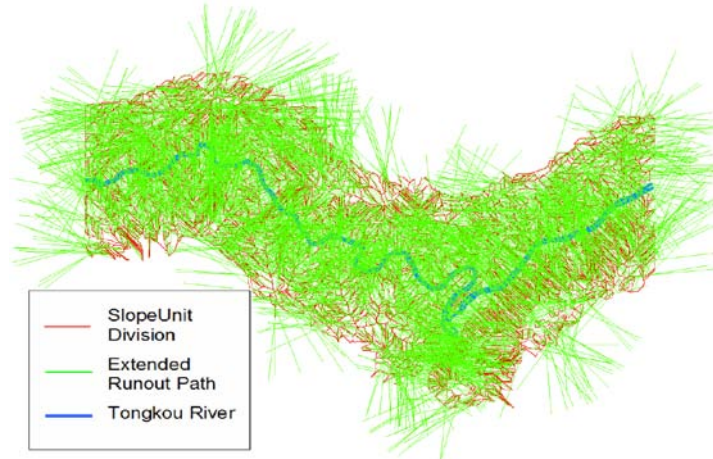 SlopeUnit
Division
Extended
Runout Path
Tongkou River